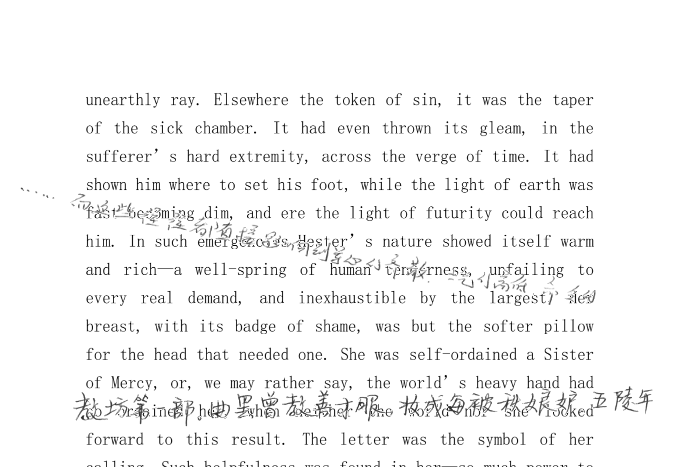 unearthly ray. Elsewhere the token of sin, it was the taper
of the sick chamber. It had even thrown its gleam, in the
sufferer's hard extremity, across the verge of time. It had
shown him where to set his foot, while the light of earth was
fast becoming dim, and ere the light of futurity could reach
him. In such emergencies Hester's nature showed itself warm
and rich—a well-spring of human tenderness, unfailing to
every real demand, and inexhaustible by the largest. Her
breast, with its badge of shame, was but the softer pillow
for the head that needed one. She was self-ordained a Sister
of Mercy, or, we may rather say, the world's heavy hand had
教坊第一部,曲里曾教善才服,妆成每被秋娘妒,五陵年
so ordained her, when neither the world nor she looked
forward to this result. The letter was the symbol of her
calling. Such helpfulness was found in her—so much power to